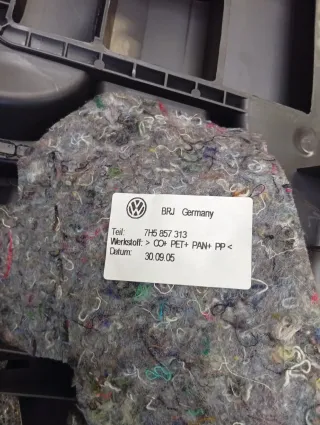 BRJ Germany
Teil: 7H5 857 313
Werkstoff: > CO+ PET+ PAN+ PP <
Datum: 30.09.05